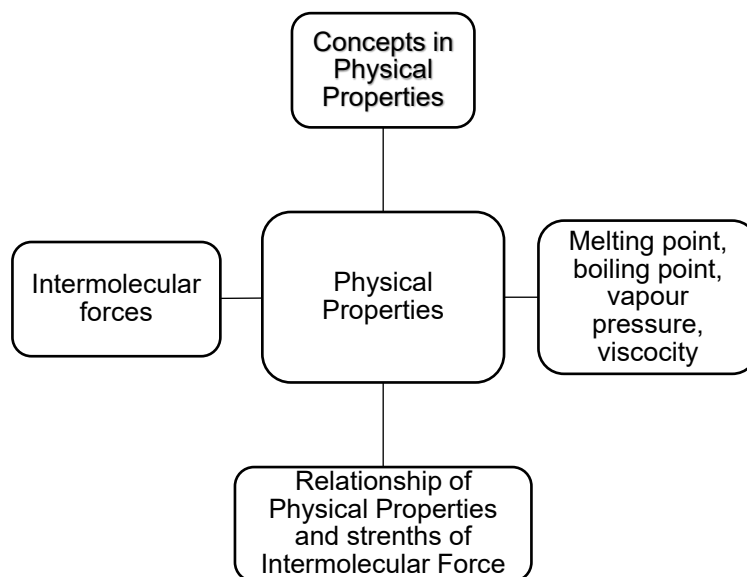 Concepts in
Physical
Properties
Intermolecular
forces
Physical
Properties
Melting point,
boiling point,
vapour
pressure,
viscocity
Relationship of
Physical Properties
and strenths of
Intermolecular Force